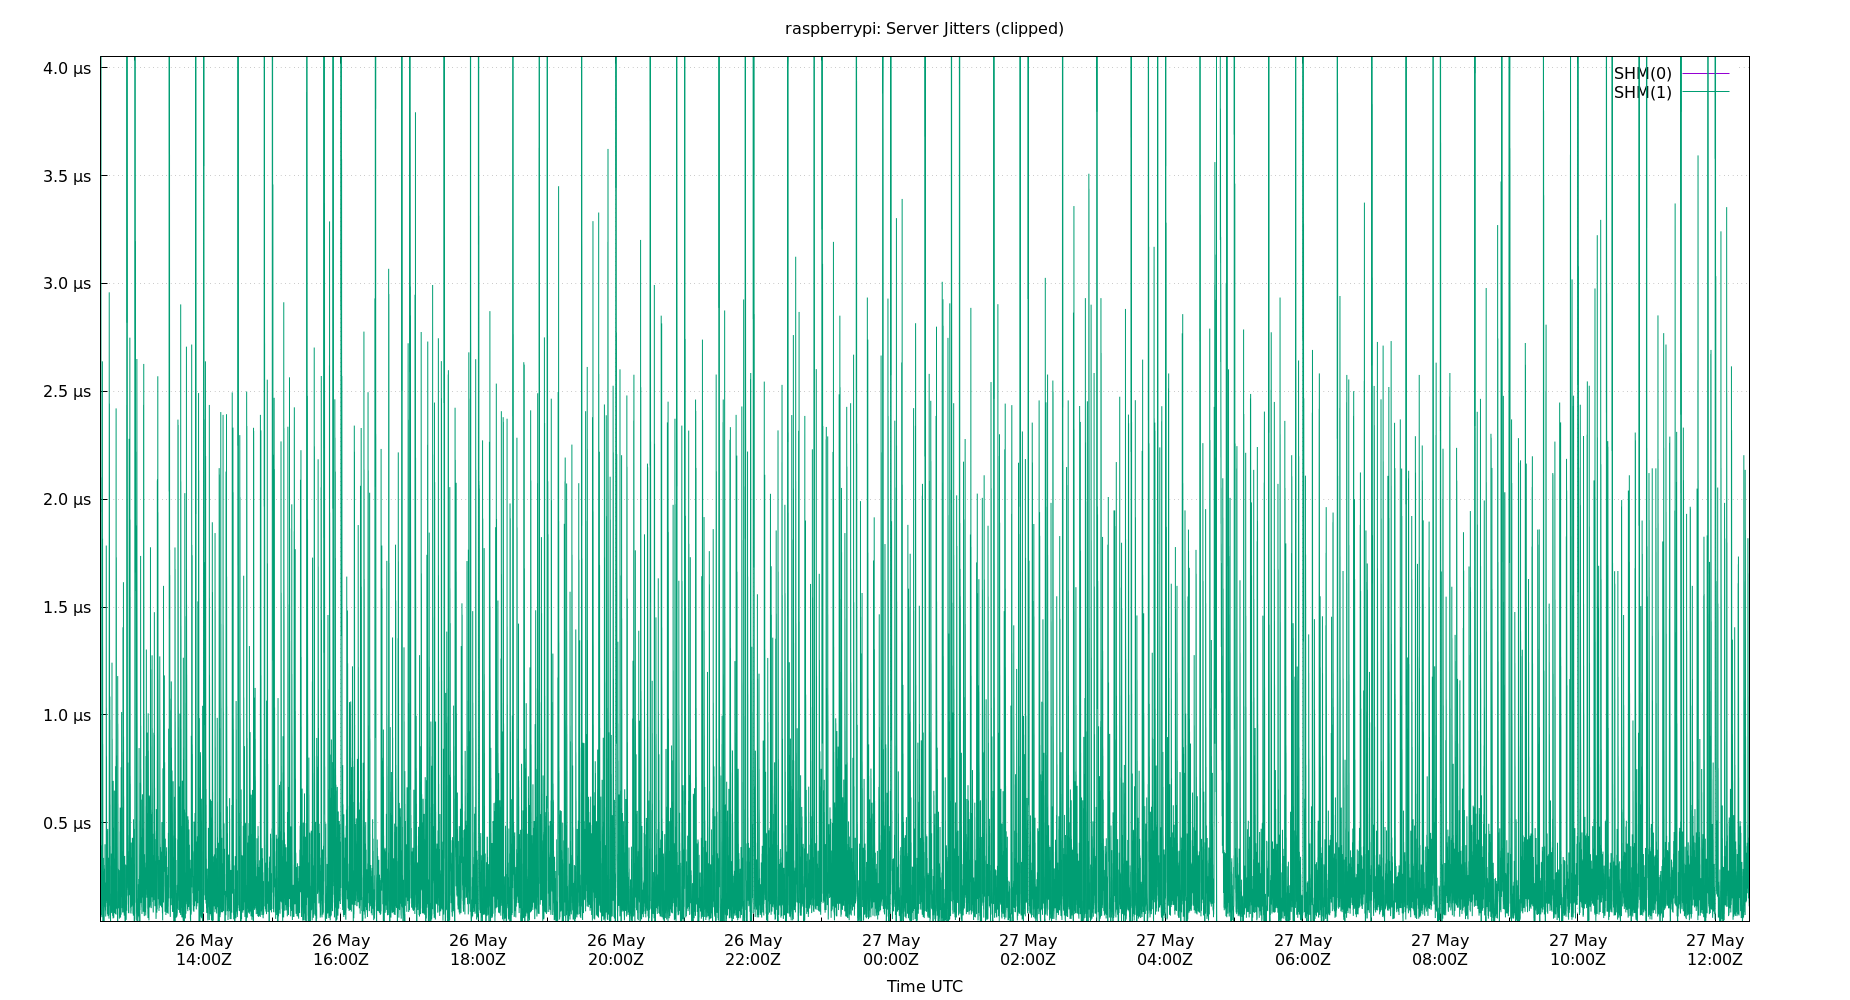 raspberrypi: Server Jitters (clipped)
4.0 µs
3.5 µs
3.0 µs
2.5 µs
2.0 µs
1.5 µs
1.0 µs
0.5 µs
SHM(0)
SHM(1)
26 May 26 May 26 May 26 May 26 May 27 May 27 May 27 May 27 May 27 May 27 May 27 May
14:00Z 16:00Z 18:00Z 20:00Z 22:00Z 00:00Z 02:00Z 04:00Z 06:00Z 08:00Z 10:00Z 12:00Z
Time UTC